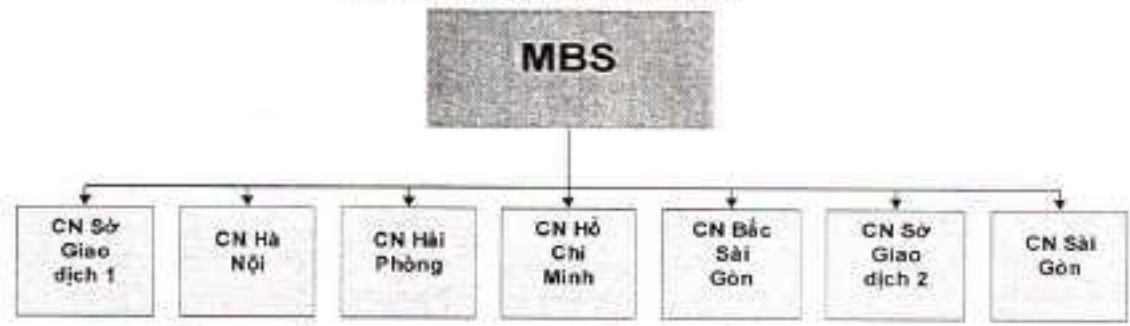 MBS
CN Sở
Giao
dịch 1
CN Hà
Nội
CN Hải
Phòng
CN Hồ
Chí
Minh
CN Bắc
Sài
Gòn
CN Sở
Giao
dịch 2
CN Sài
Gòn